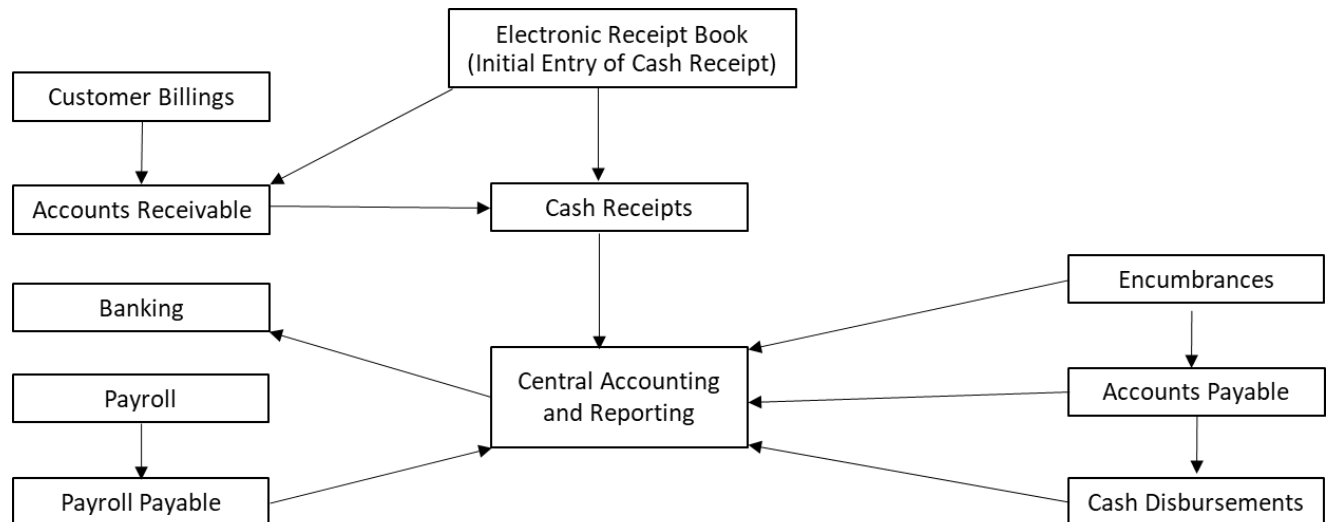 Electronic Receipt Book
(Initial Entry of Cash Receipt)
Customer Billings
Accounts Receivable
Cash Receipts
Encumbrances
Banking
Central Accounting
and Reporting
Payroll
Accounts Payable
Payroll Payable
Cash Disbursements